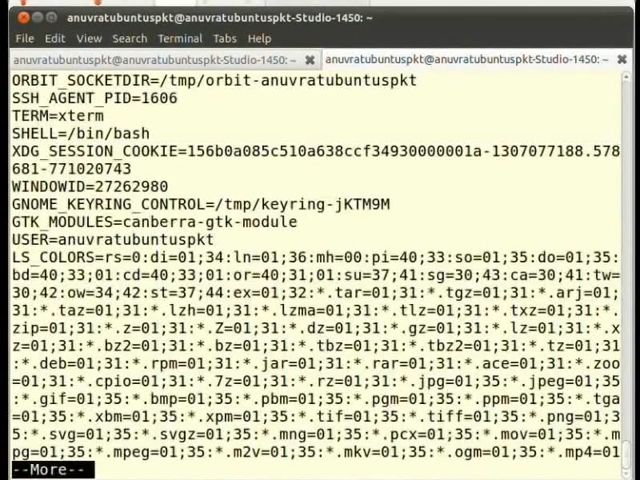 anuvratubuntuspkt@anuvratubuntuspkt-Studio-1450: ~
File Edit View Search Terminal Tabs Help
anuvratubuntuspkt@anuvratubuntuspkt-Studio-1450: ~ anuvratubuntuspkt@anuvratubuntuspkt-Studio-1450: ~
ORBIT_SOCKETDIR=/tmp/orbit-anuvratubuntuspkt
SSH_AGENT_PID=1606
TERM=xterm
SHELL=/bin/bash
XDG_SESSION_COOKIE=156b0a085c510a638ccf34930000001a-1307077188.578
681-771020743
WINDOWID=27262980
GNOME_KEYRING_CONTROL=/tmp/keyring-jKTM9M
GTK_MODULES=canberra-gtk-module
USER=anuvratubuntuspkt
LS_COLORS=rs=0:di=01;34:ln=01;36:mh=00:pi=40;33:so=01;35:do=01;35:
bd=40;33;01:cd=40;33;01:or=40;31;01:su=37;41:sg=30;43:ca=30;41:tw=
30;42:ow=34;42:st=37;44:ex=01;32:*.tar=01;31:*.tgz=01;31:*.arj=01;
31:*.taz=01;31:*.lzh=01;31:*.lzma=01;31:*.tlz=01;31:*.txz=01;31:*.
zip=01;31:*.z=01;31:*.Z=01;31:*.dz=01;31:*.gz=01;31:*.lz=01;31:*.x
z=01;31:*.bz2=01;31:*.bz=01;31:*.tbz=01;31:*.tbz2=01;31:*.tz=01;31
:*.deb=01;31:*.rpm=01;31:*.jar=01;31:*.rar=01;31:*.ace=01;31:*.zoo
=01;31:*.cpio=01;31:*.7z=01;31:*.rz=01;31:*.jpg=01;35:*.jpeg=01;35
:*.gif=01;35:*.bmp=01;35:*.pbm=01;35:*.pgm=01;35:*.ppm=01;35:*.tga
=01;35:*.xbm=01;35:*.xpm=01;35:*.tif=01;35:*.tiff=01;35:*.png=01;3
5:*.svg=01;35:*.svgz=01;35:*.mng=01;35:*.pcx=01;35:*.mov=01;35:*.m
pg=01;35:*.mpeg=01;35:*.m2v=01;35:*.mkv=01;35:*.ogm=01;35:*.mp4=01
--More--